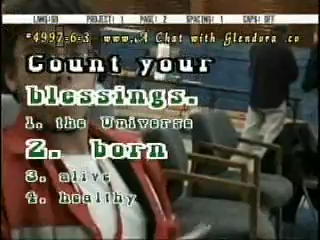 LANG:GO PROJECT: 1 PAGE: 2 SPACING: 1 CAPS: OFF
#4997-6-3 www.A Chat with Glendora .co
Count your
blessings.
1. the Universe
2. born
3. alive
4. healthy